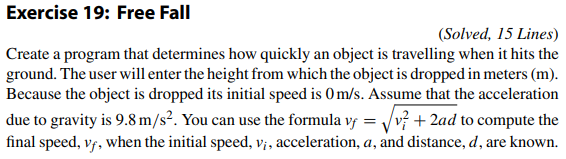 Exercise 19: Free Fall
(Solved, 15 Lines)
Create a program that determines how quickly an object is travelling when it hits the
ground. The user will enter the height from which the object is dropped in meters (m).
Because the object is dropped its initial speed is 0 m/s. Assume that the acceleration
due to gravity is 9.8 m/s². You can use the formula v_f = √(v_i² + 2ad) to compute the
final speed, v_f, when the initial speed, v_i, acceleration, a, and distance, d, are known.